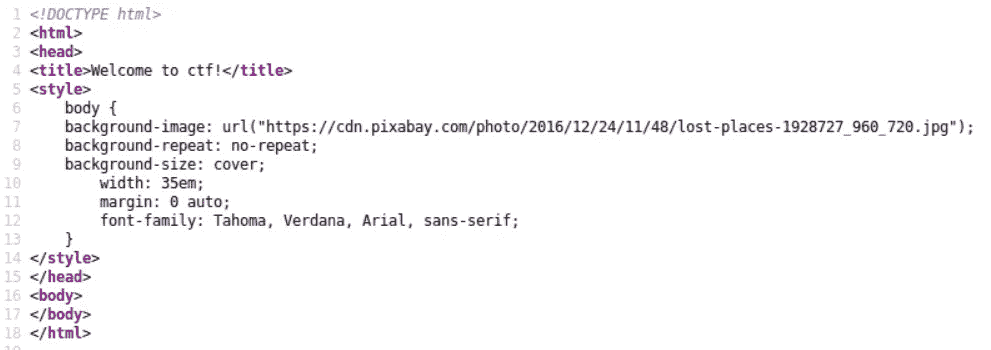 1 <!DOCTYPE html>
2 <html>
3 <head>
4 <title>Welcome to ctf!</title>
5 <style>
6     body {
7     background-image: url("https://cdn.pixabay.com/photo/2016/12/24/11/48/lost-places-1928727_960_720.jpg");
8     background-repeat: no-repeat;
9     background-size: cover;
10         width: 35em;
11         margin: 0 auto;
12         font-family: Tahoma, Verdana, Arial, sans-serif;
13     }
14 </style>
15 </head>
16 <body>
17 </body>
18 </html>